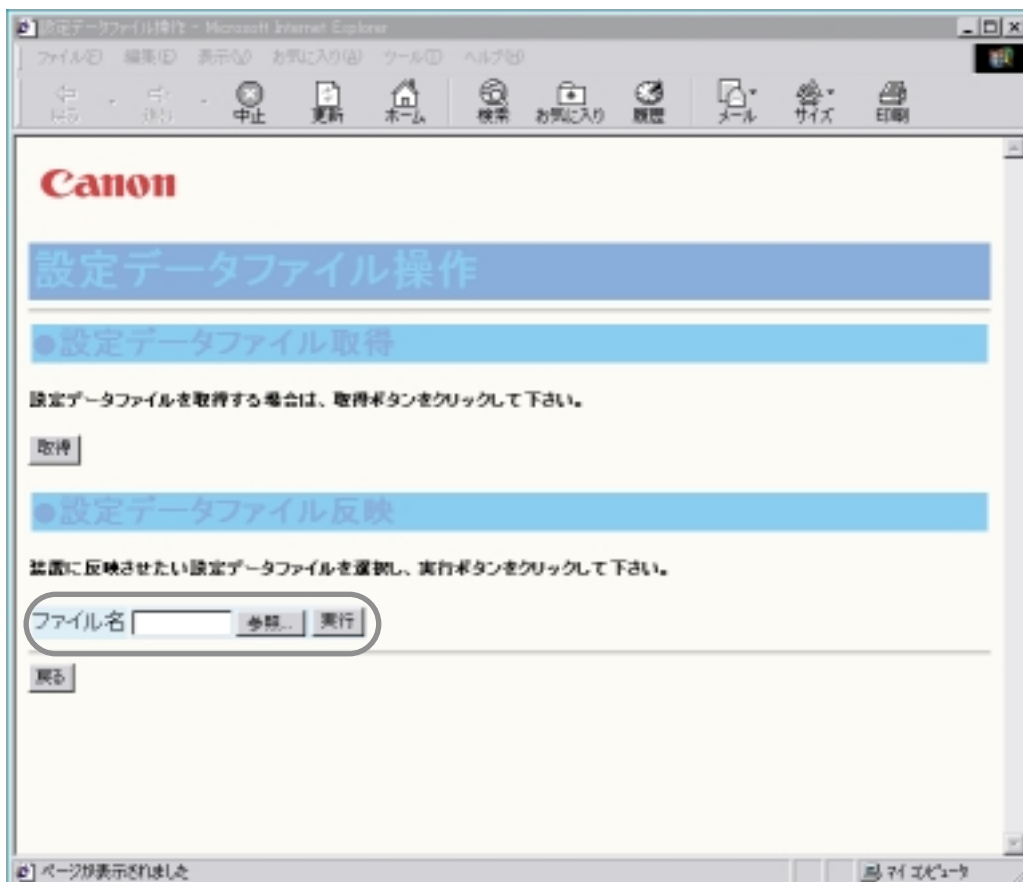 設定データファイル操作 - Microsoft Internet Explorer
ファイル(F) 編集(E) 表示(V) お気に入り(A) ツール(T) ヘルプ(H)
戻る 進む 中止 更新 ホーム 検索 お気に入り 履歴 メール サイズ 印刷
Canon
設定データファイル操作
●設定データファイル取得
設定データファイルを取得する場合は、取得ボタンをクリックして下さい。
取得
●設定データファイル反映
装置に反映させたい設定データファイルを選択し、実行ボタンをクリックして下さい。
ファイル名 参照... 実行
戻る
ページが表示されました マイ コンピュータ